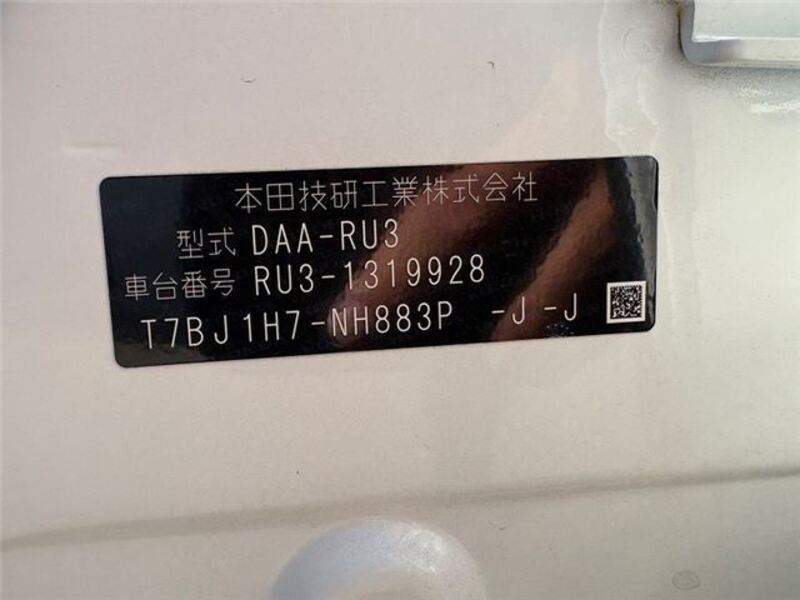 本田技研工業株式会社
型式 DAA-RU3
車台番号 RU3-1319928
T7BJ1H7-NH883P -J -J